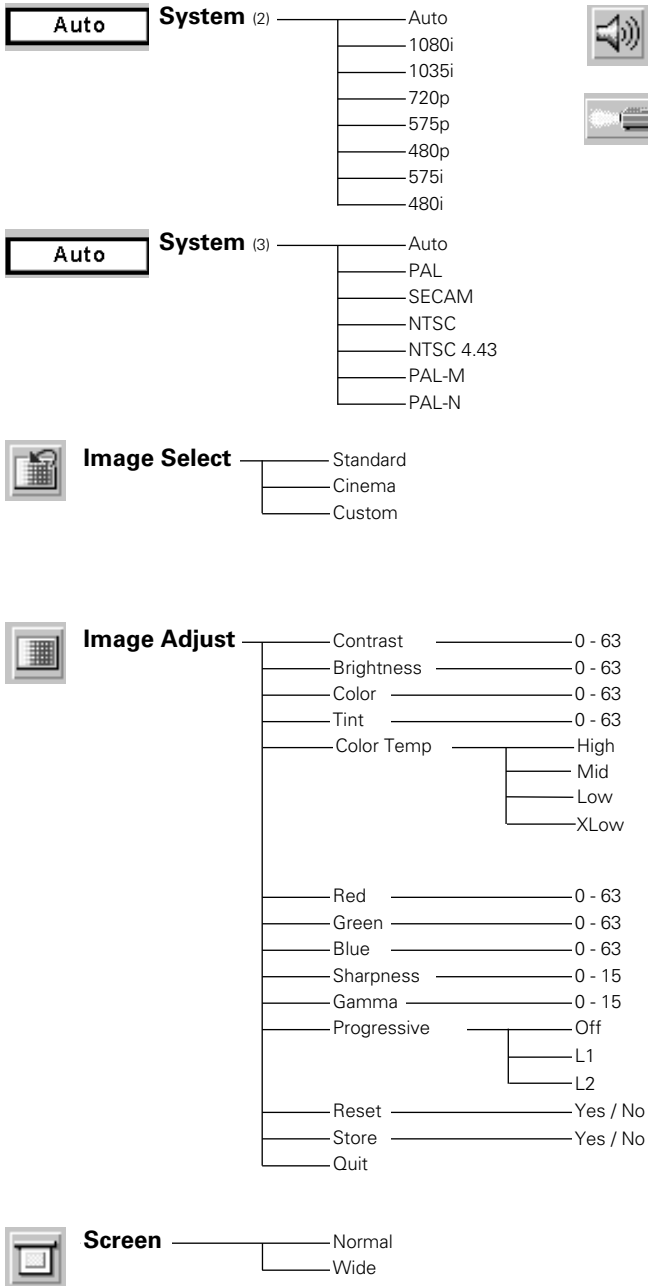 Auto System (2) Auto
1080i
1035i
720p
575p
480p
575i
480i
Auto System (3) Auto
PAL
SECAM
NTSC
NTSC 4.43
PAL-M
PAL-N
Image Select Standard
Cinema
Custom
Image Adjust Contrast 0 - 63
Brightness 0 - 63
Color 0 - 63
Tint 0 - 63
Color Temp High
Mid
Low
XLow
Red 0 - 63
Green 0 - 63
Blue 0 - 63
Sharpness 0 - 15
Gamma 0 - 15
Progressive Off
L1
L2
Reset Yes / No
Store Yes / No
Quit
Screen Normal
Wide